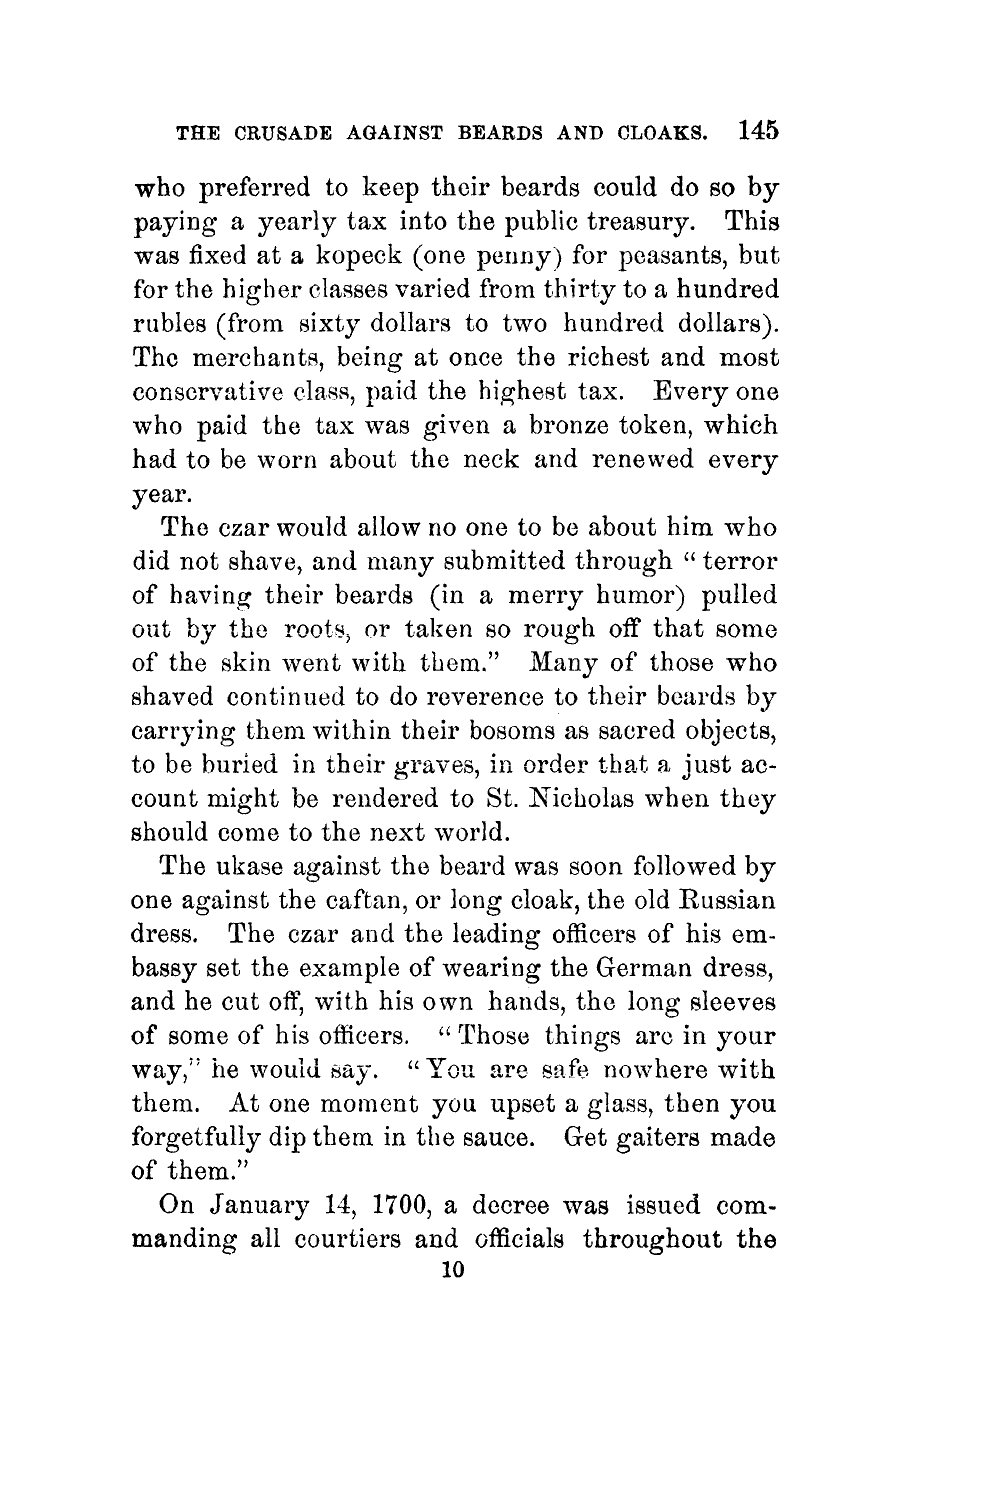 THE CRUSADE AGAINST BEARDS AND CLOAKS. 145
who preferred to keep their beards could do so by
paying a yearly tax into the public treasury. This
was fixed at a kopeck (one penny) for peasants, but
for the higher classes varied from thirty to a hundred
rubles (from sixty dollars to two hundred dollars).
The merchants, being at once the richest and most
conservative class, paid the highest tax. Every one
who paid the tax was given a bronze token, which
had to be worn about the neck and renewed every
year.
The czar would allow no one to be about him who
did not shave, and many submitted through “terror
of having their beards (in a merry humor) pulled
out by the roots, or taken so rough off that some
of the skin went with them.” Many of those who
shaved continued to do reverence to their beards by
carrying them within their bosoms as sacred objects,
to be buried in their graves, in order that a just ac-
count might be rendered to St. Nicholas when they
should come to the next world.
The ukase against the beard was soon followed by
one against the caftan, or long cloak, the old Russian
dress. The czar and the leading officers of his em-
bassy set the example of wearing the German dress,
and he cut off, with his own hands, the long sleeves
of some of his officers. “Those things are in your
way,” he would say. “You are safe nowhere with
them. At one moment you upset a glass, then you
forgetfully dip them in the sauce. Get gaiters made
of them.”
On January 14, 1700, a decree was issued com-
manding all courtiers and officials throughout the
10